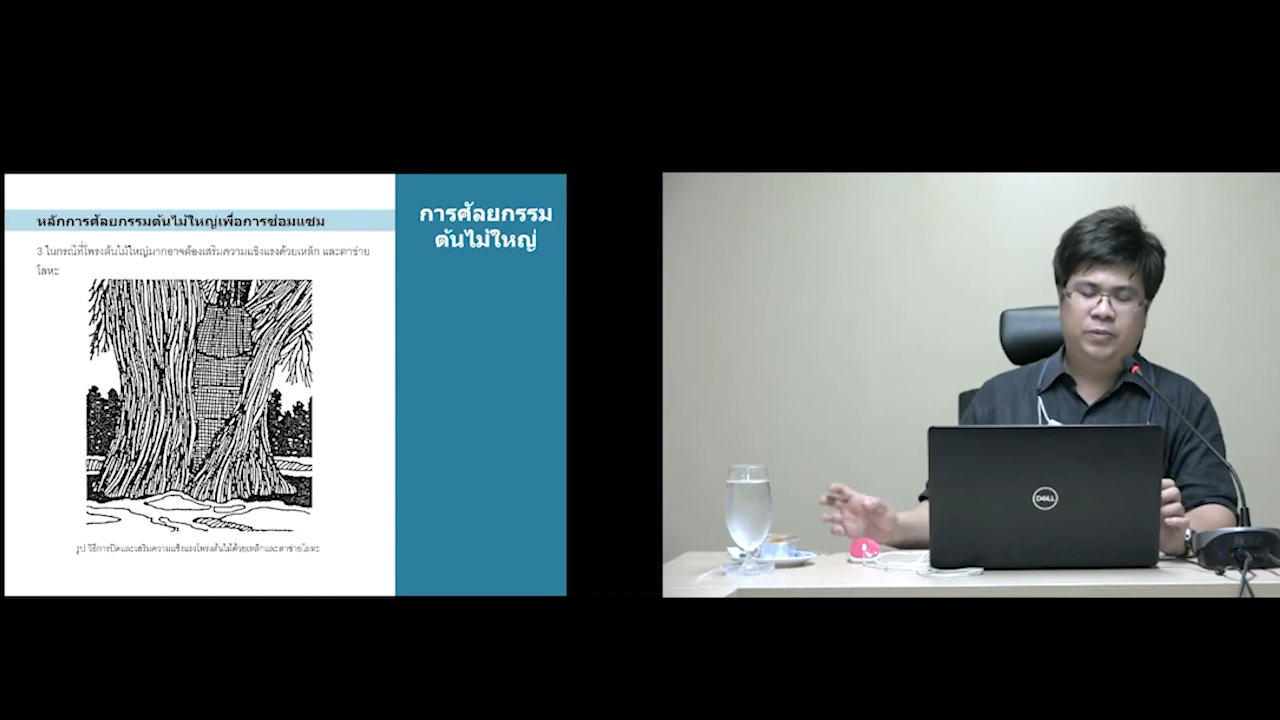 หลักการศัลยกรรมต้นไม้ใหญ่เพื่อการซ่อมแซม
3 ในกรณีที่โพรงต้นไม้ใหญ่มากอาจต้องเสริมความแข็งแรงด้วยเหล็ก และตาข่าย
โลหะ
รูป วิธีการปิดและเสริมความแข็งแรงโพรงต้นไม้ด้วยเหล็กและตาข่ายโลหะ
การศัลยกรรม
ต้นไม้ใหญ่
DELL